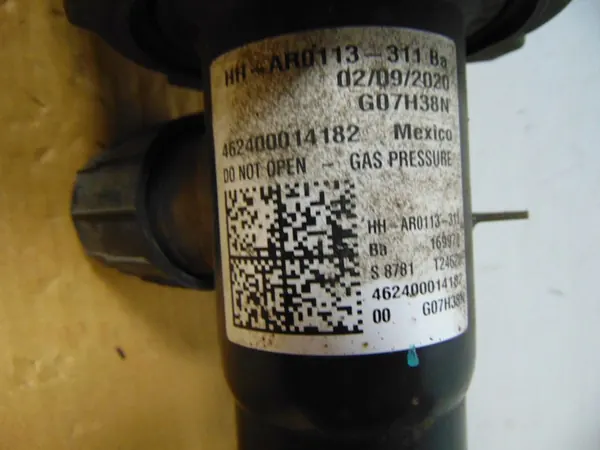 HH-AR0113-311 Ba
02/09/2020
G07H38N
462400014182 Mexico
DO NOT OPEN - GAS PRESSURE
HH-AR0113-311
Ba
S 8781
462400014182
00 G07H38N